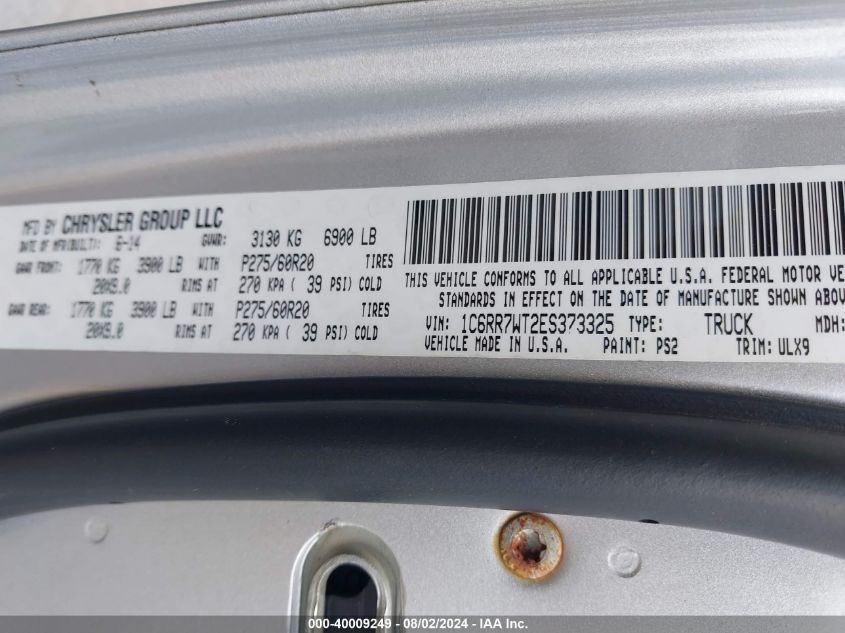 MFD BY CHRYSLER GROUP LLC
DATE OF MFR(BUILT): 6-14 GVWR: 3130 KG 6900 LB
GAWR FRONT: 1770 KG 3900 LB WITH P275/60R20 TIRES
20X9.0 RIMS AT 270 KPA ( 39 PSI) COLD
GAWR REAR: 1770 KG 3900 LB WITH P275/60R20 TIRES
20X9.0 RIMS AT 270 KPA ( 39 PSI) COLD
THIS VEHICLE CONFORMS TO ALL APPLICABLE U.S.A. FEDERAL MOTOR VE
STANDARDS IN EFFECT ON THE DATE OF MANUFACTURE SHOWN ABOV
VIN: 1C6RR7WT2ES373325 TYPE: TRUCK MDH:
VEHICLE MADE IN U.S.A. PAINT: PS2 TRIM: ULX9
000-40009249 - 08/02/2024 - IAA Inc.